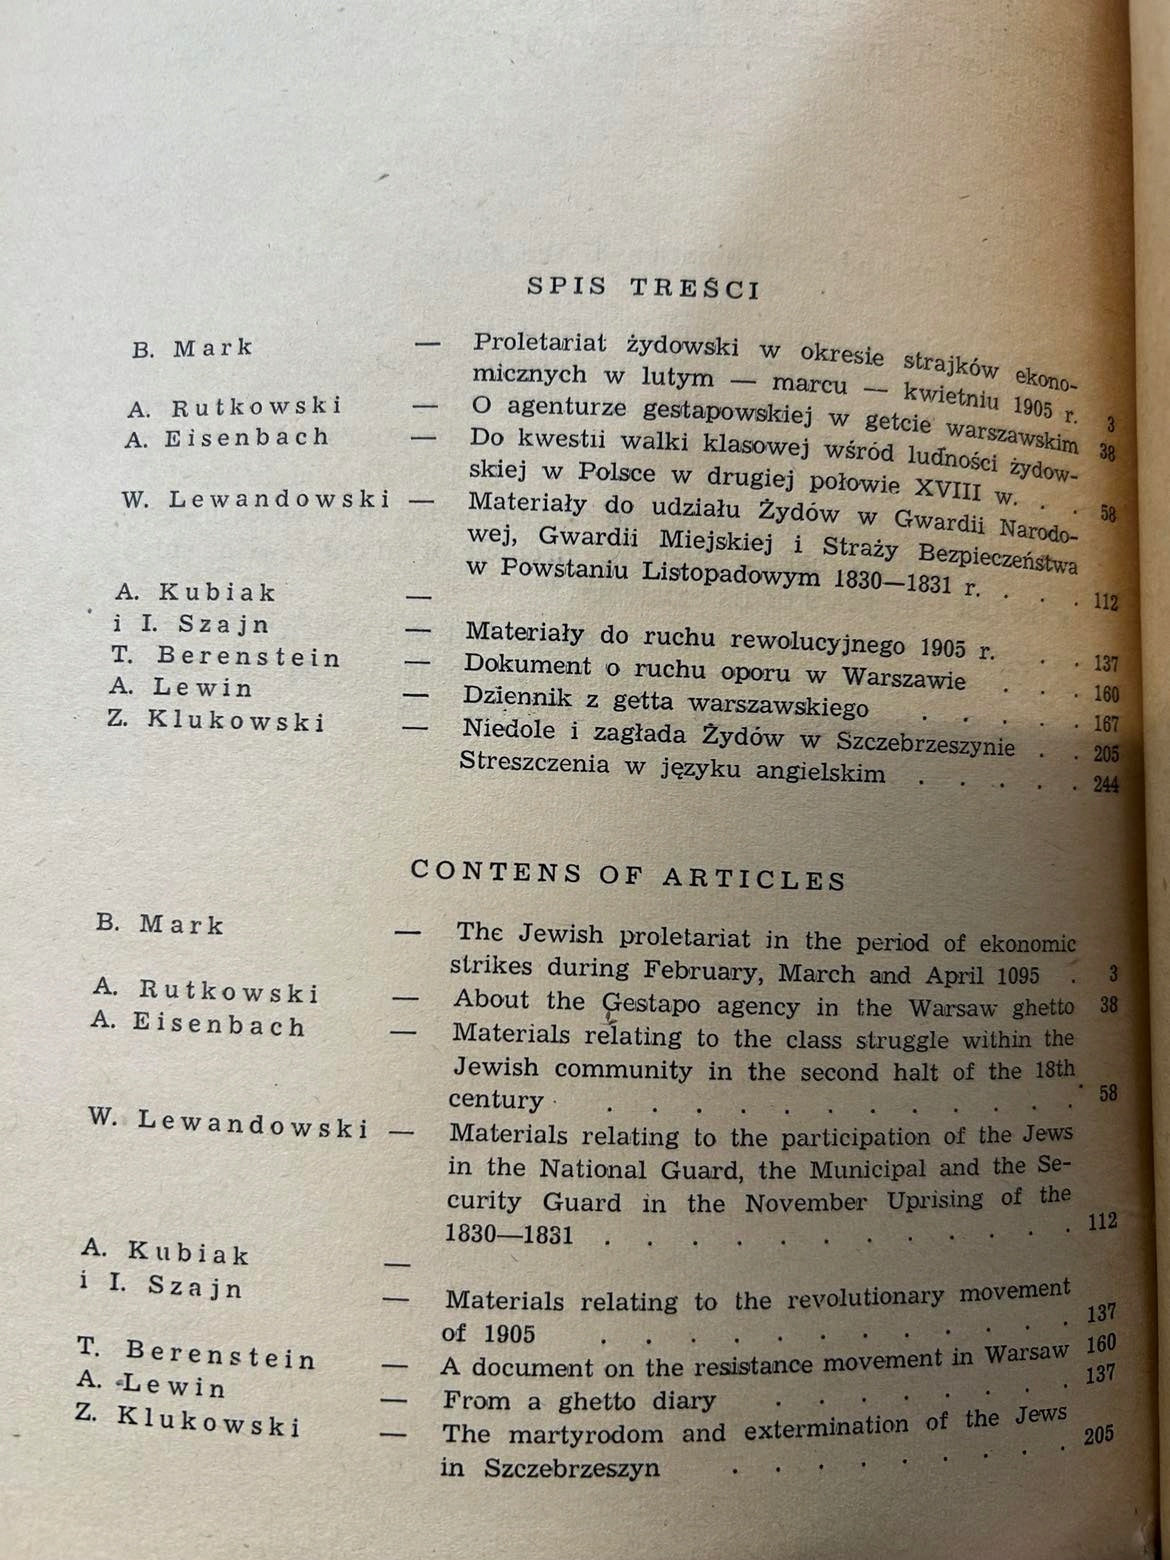 SPIS TREŚCI
B. Mark — Proletariat żydowski w okresie strajków ekono-
micznych w lutym — marcu — kwietniu 1905 r. 3
A. Rutkowski — O agenturze gestapowskiej w getcie warszawskim 38
A. Eisenbach — Do kwestii walki klasowej wśród ludności żydow-
skiej w Polsce w drugiej połowie XVIII w. . . 58
W. Lewandowski — Materiały do udziału Żydów w Gwardii Narodo-
wej, Gwardii Miejskiej i Straży Bezpieczeństwa
w Powstaniu Listopadowym 1830—1831 r. . . . 112
A. Kubiak —
i I. Szajn — Materiały do ruchu rewolucyjnego 1905 r. . . 137
T. Berenstein — Dokument o ruchu oporu w Warszawie . . . 160
A. Lewin — Dziennik z getta warszawskiego . . . . . 167
Z. Klukowski — Niedole i zagłada Żydów w Szczebrzeszynie . . 205
Streszczenia w języku angielskim . . . . . 244
CONTENS OF ARTICLES
B. Mark — The Jewish proletariat in the period of ekonomic
strikes during February, March and April 1095 . 3
A. Rutkowski — About the Gestapo agency in the Warsaw ghetto 38
A. Eisenbach — Materials relating to the class struggle within the
Jewish community in the second halt of the 18th
century . . . . . . . . . . . . 58
W. Lewandowski — Materials relating to the participation of the Jews
in the National Guard, the Municipal and the Se-
curity Guard in the November Uprising of the
1830—1831 . . . . . . . . . . . 112
A. Kubiak —
i I. Szajn — Materials relating to the revolutionary movement
of 1905 . . . . . . . . . . . 137
T. Berenstein — A document on the resistance movement in Warsaw 160
A. Lewin — From a ghetto diary . . . . . . . . 137
Z. Klukowski — The martyrodom and extermination of the Jews
in Szczebrzeszyn . . . . . . . . . 205